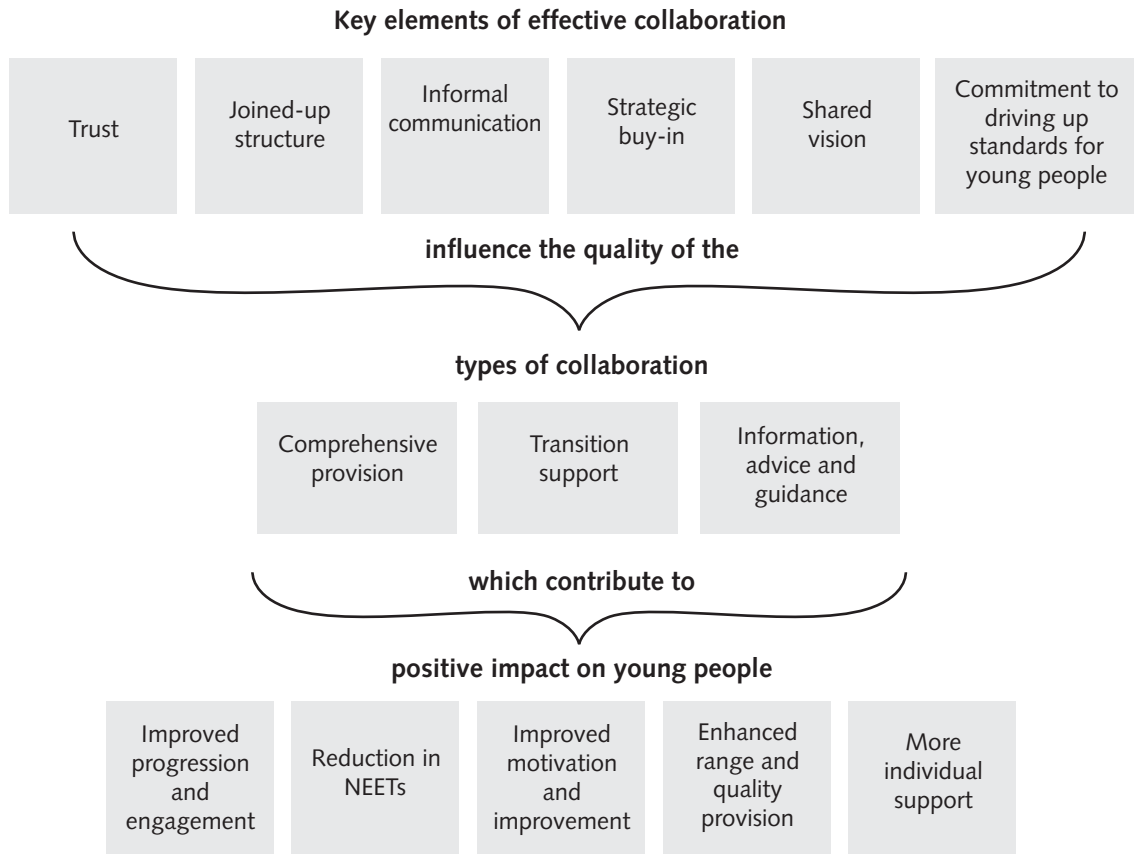 Key elements of effective collaboration
Trust
Joined-up
structure
Informal
communication
Strategic
buy-in
Shared
vision
Commitment to
driving up
standards for
young people
influence the quality of the
types of collaboration
Comprehensive
provision
Transition
support
Information,
advice and
guidance
which contribute to
positive impact on young people
Improved
progression
and
engagement
Reduction in
NEETs
Improved
motivation
and
improvement
Enhanced
range and
quality
provision
More
individual
support